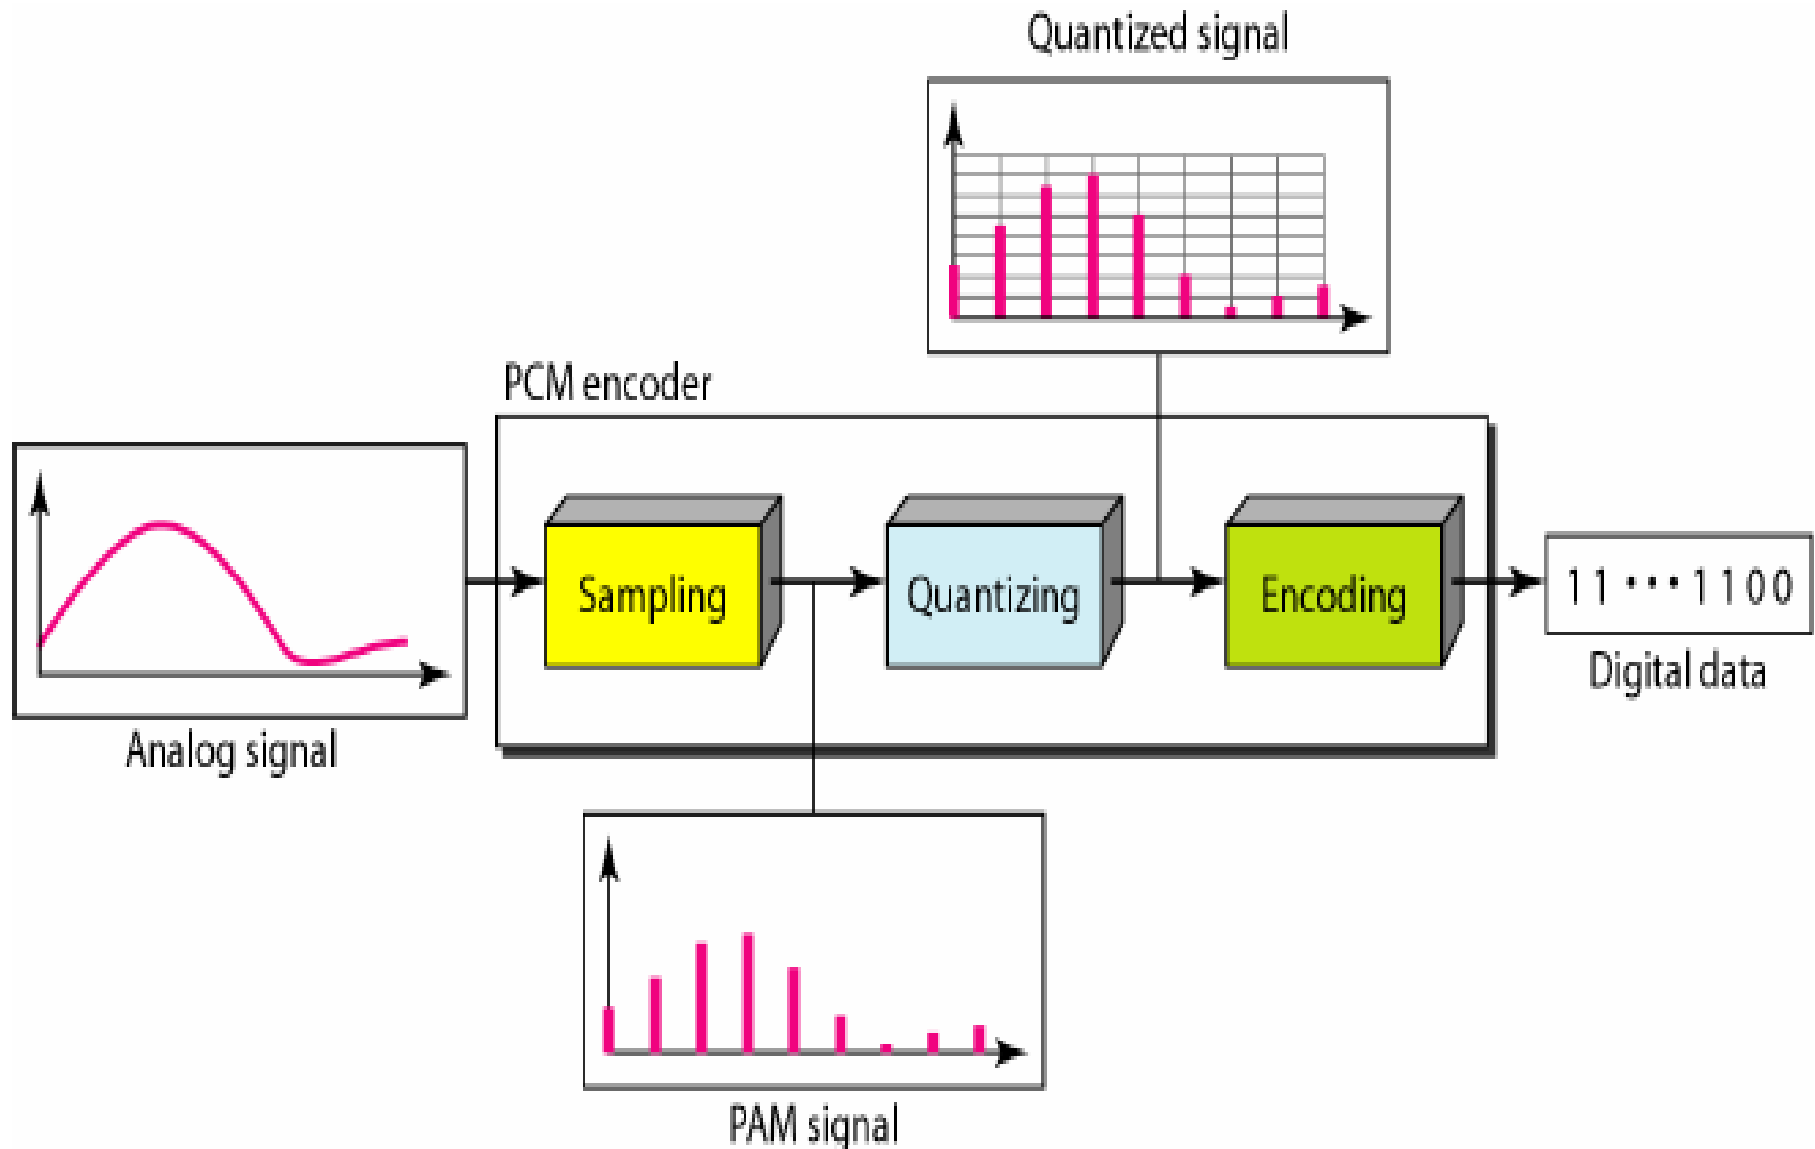 Quantized signal
PCM encoder
Sampling
Quantizing
Encoding
11···1100
Digital data
Analog signal
PAM signal